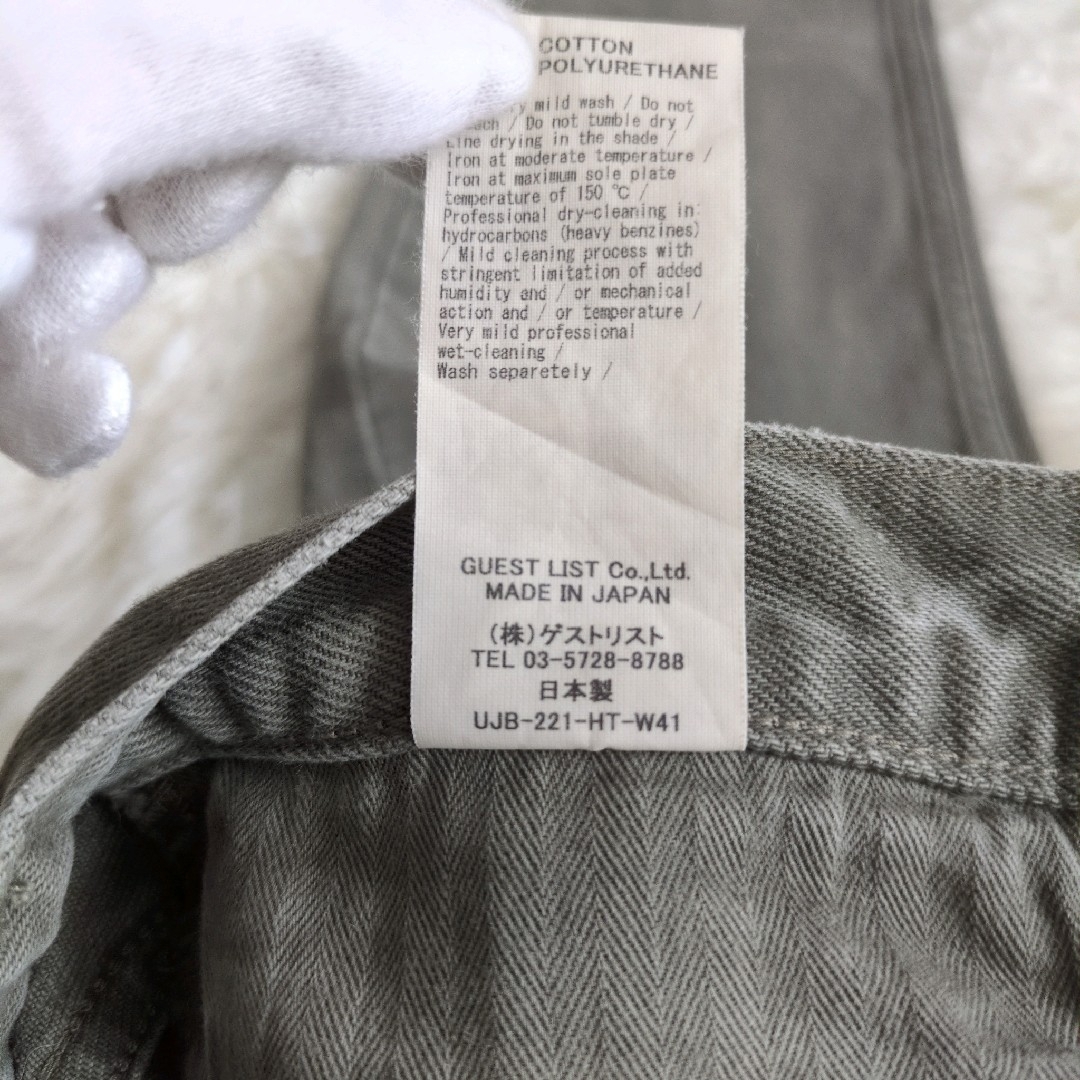 COTTON
POLYURETHANE
mild wash / Do not
/ Do not tumble dry /
Line drying in the shade /
Iron at moderate temperature /
Iron at maximum sole plate
temperature of 150 ℃ /
Professional dry-cleaning in:
hydrocarbons (heavy benzines)
/ Mild cleaning process with
stringent limitation of added
humidity and / or mechanical
action and / or temperature /
Very mild professional
wet-cleaning /
Wash separetely /
GUEST LIST Co.,Ltd.
MADE IN JAPAN
(株)ゲストリスト
TEL 03-5728-8788
日本製
UJB-221-HT-W41